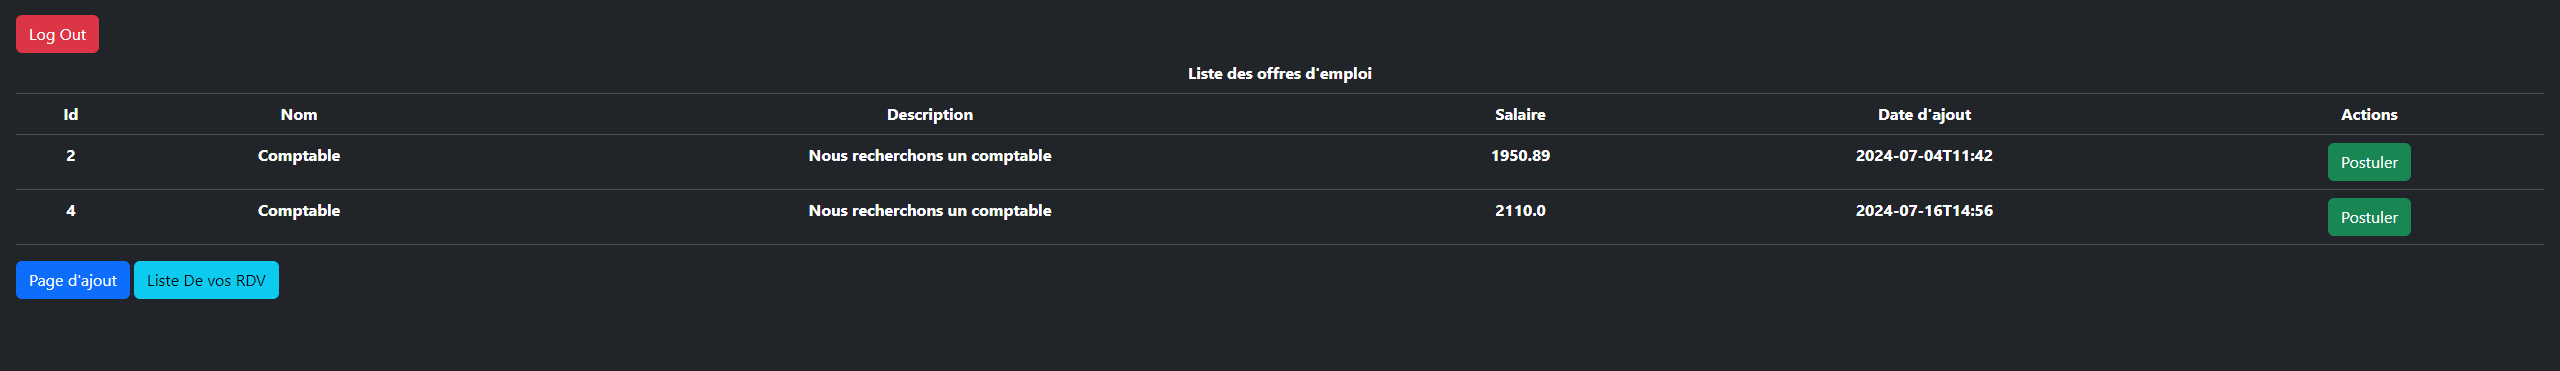 Log Out
Liste des offres d'emploi
Id Nom Description Salaire Date d'ajout Actions
2 Comptable Nous recherchons un comptable 1950.89 2024-07-04T11:42 Postuler
4 Comptable Nous recherchons un comptable 2110.0 2024-07-16T14:56 Postuler
Page d'ajout Liste De vos RDV